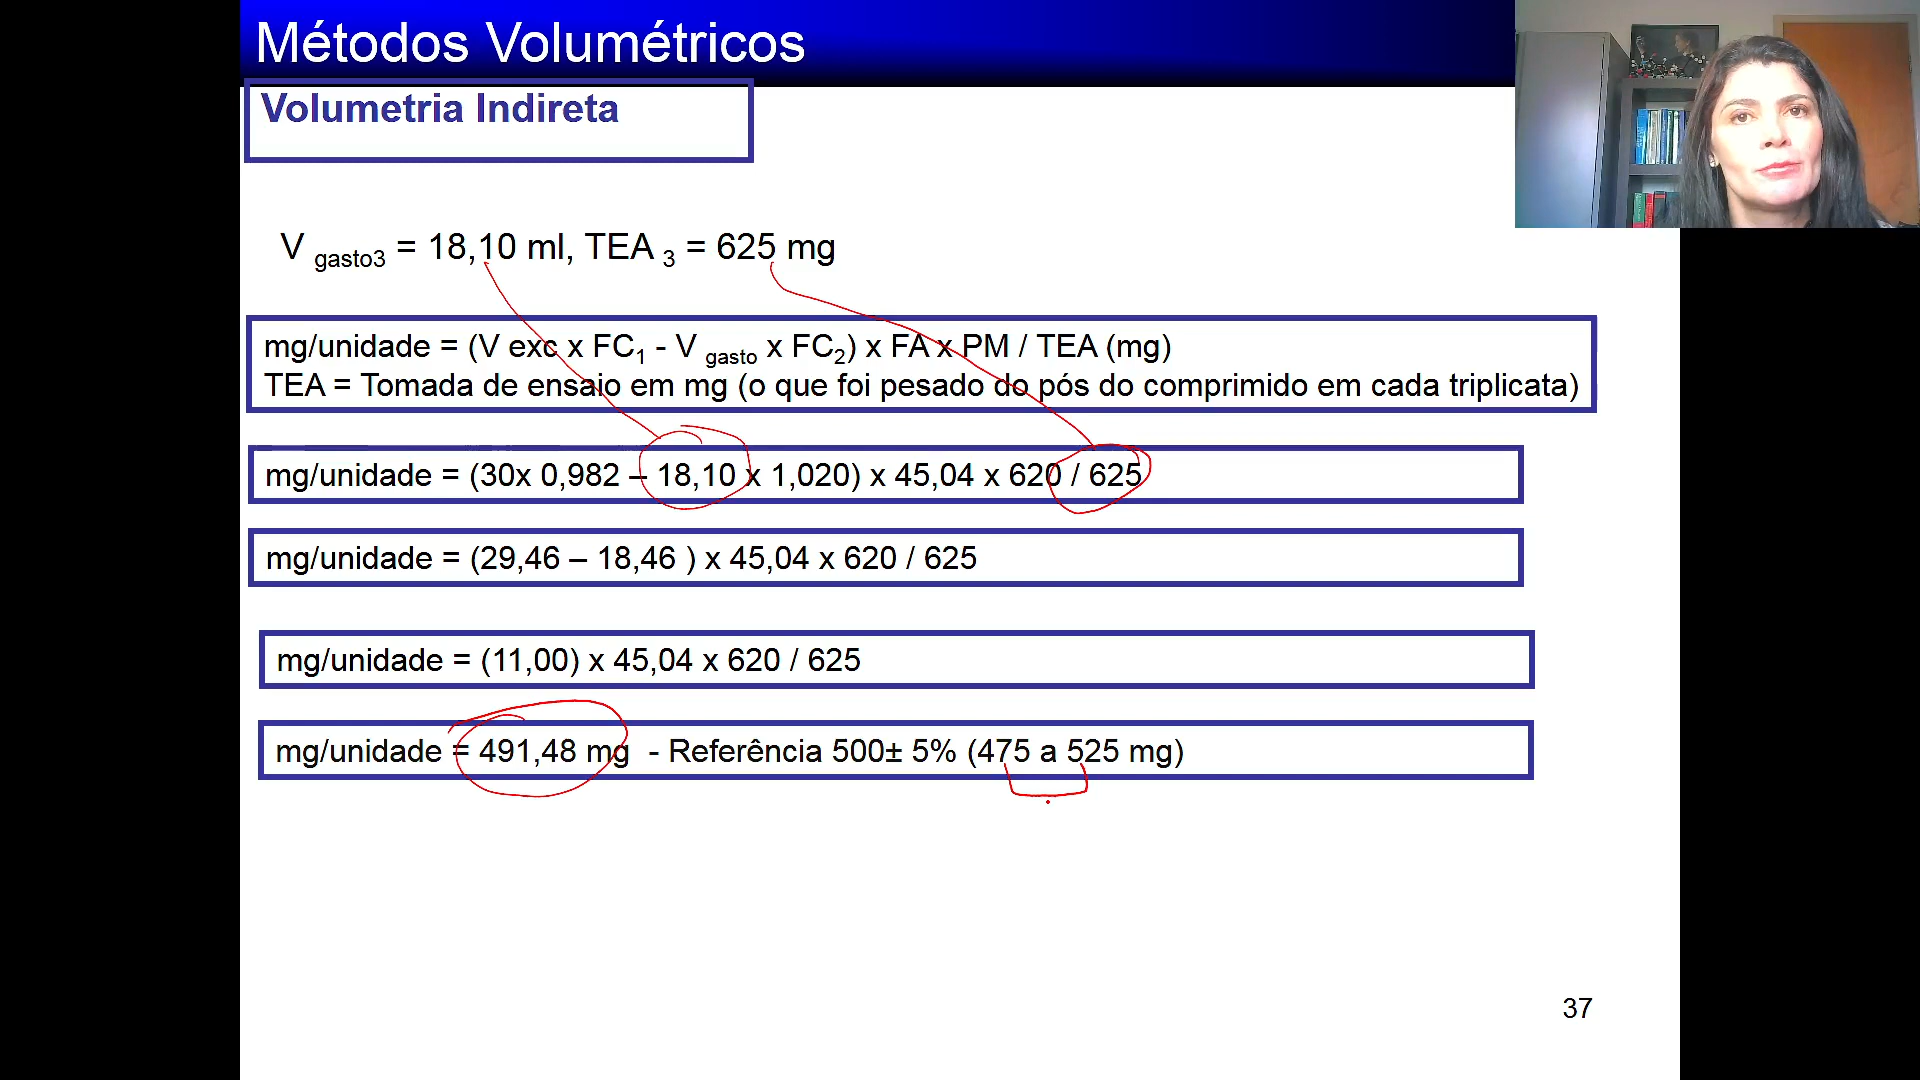 Métodos Volumétricos
Volumetria Indireta
V gasto3 = 18,10 ml, TEA 3 = 625 mg
mg/unidade = (V exc x FC1 - V gasto x FC2) x FA x PM / TEA (mg)
TEA = Tomada de ensaio em mg (o que foi pesado do pós do comprimido em cada triplicata)
mg/unidade = (30x 0,982 – 18,10 x 1,020) x 45,04 x 620 / 625
mg/unidade = (29,46 – 18,46 ) x 45,04 x 620 / 625
mg/unidade = (11,00) x 45,04 x 620 / 625
mg/unidade = 491,48 mg - Referência 500± 5% (475 a 525 mg)
37